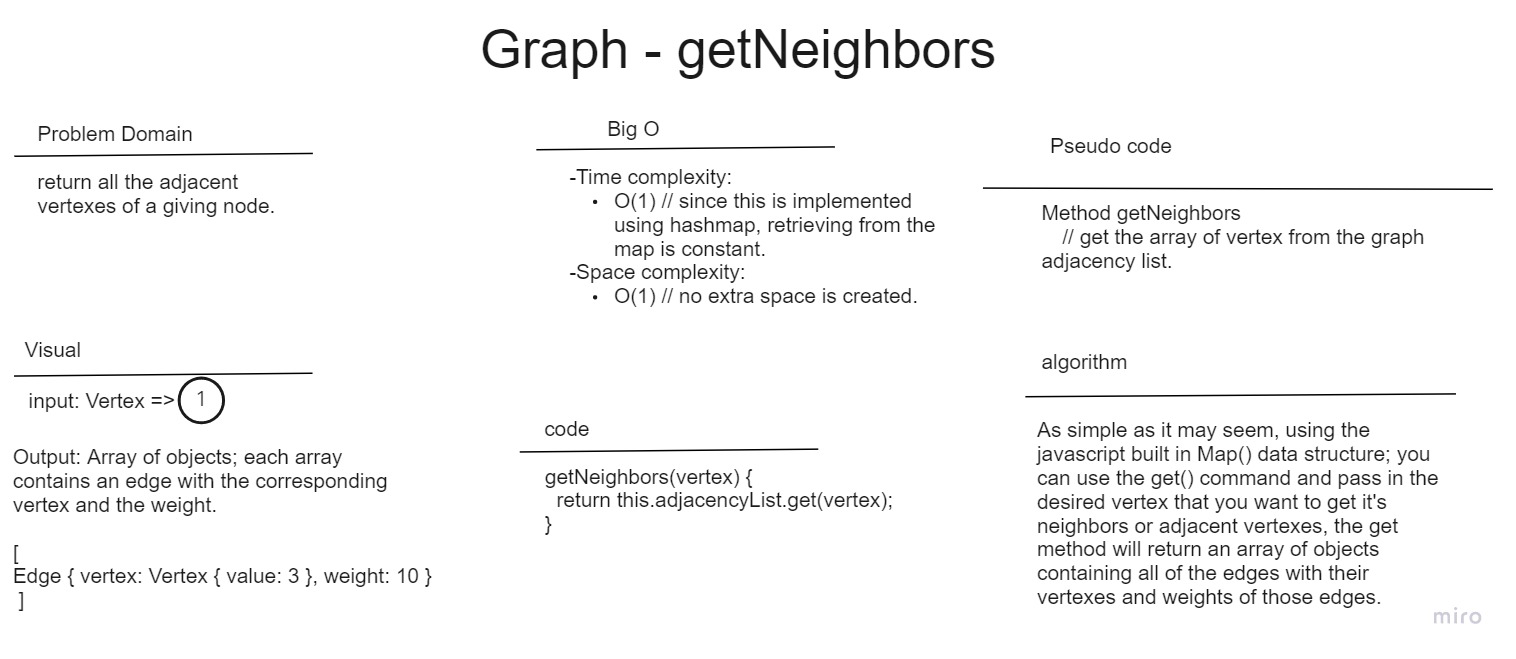 Graph - getNeighbors
Problem Domain
return all the adjacent
vertexes of a giving node.
Big O
-Time complexity:
• O(1) // since this is implemented
using hashmap, retrieving from the
map is constant.
-Space complexity:
• O(1) // no extra space is created.
Pseudo code
Method getNeighbors
// get the array of vertex from the graph
adjacency list.
Visual
input: Vertex => 1
Output: Array of objects; each array
contains an edge with the corresponding
vertex and the weight.
[
Edge { vertex: Vertex { value: 3 }, weight: 10 }
]
code
getNeighbors(vertex) {
return this.adjacencyList.get(vertex);
}
algorithm
As simple as it may seem, using the
javascript built in Map() data structure; you
can use the get() command and pass in the
desired vertex that you want to get it's
neighbors or adjacent vertexes, the get
method will return an array of objects
containing all of the edges with their
vertexes and weights of those edges.
miro